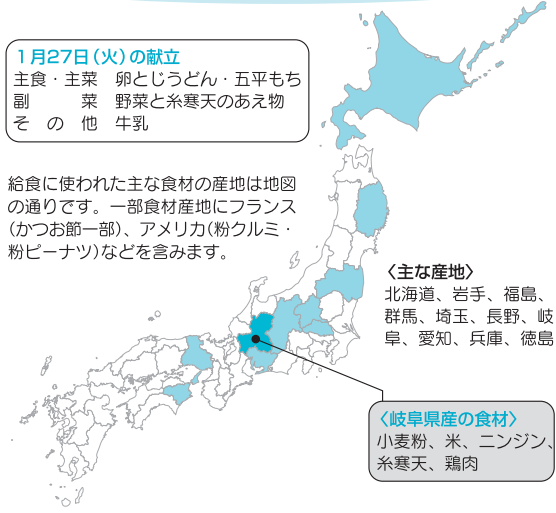 1月27日(火)の献立
主食・主菜　卵とじうどん・五平もち
副　　　菜　野菜と糸寒天のあえ物
そ　の　他　牛乳
給食に使われた主な食材の産地は地図
の通りです。一部食材産地にフランス
(かつお節一部)、アメリカ(粉クルミ・
粉ピーナツ)などを含みます。
〈主な産地〉
北海道、岩手、福島、
群馬、埼玉、長野、岐
阜、愛知、兵庫、徳島
〈岐阜県産の食材〉
小麦粉、米、ニンジン、
糸寒天、鶏肉